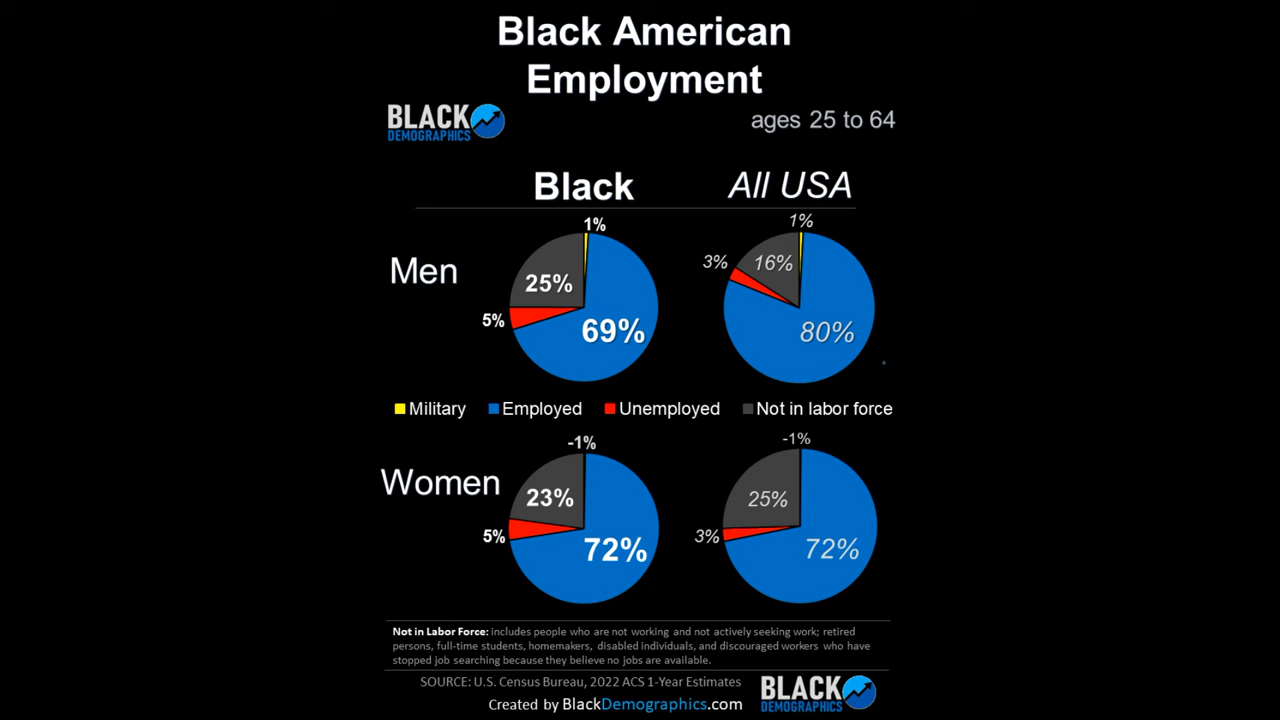 Black American
Employment
BLACK
DEMOGRAPHICS
ages 25 to 64
Black
All USA
Men
1%
25%
5%
69%
1%
3%
16%
80%
Military
Employed
Unemployed
Not in labor force
Women
-1%
23%
5%
72%
-1%
25%
3%
72%
Not in Labor Force: includes people who are not working and not actively seeking work; retired
persons, full-time students, homemakers, disabled individuals, and discouraged workers who have
stopped job searching because they believe no jobs are available.
SOURCE: U.S. Census Bureau, 2022 ACS 1-Year Estimates
Created by BlackDemographics.com
BLACK
DEMOGRAPHICS